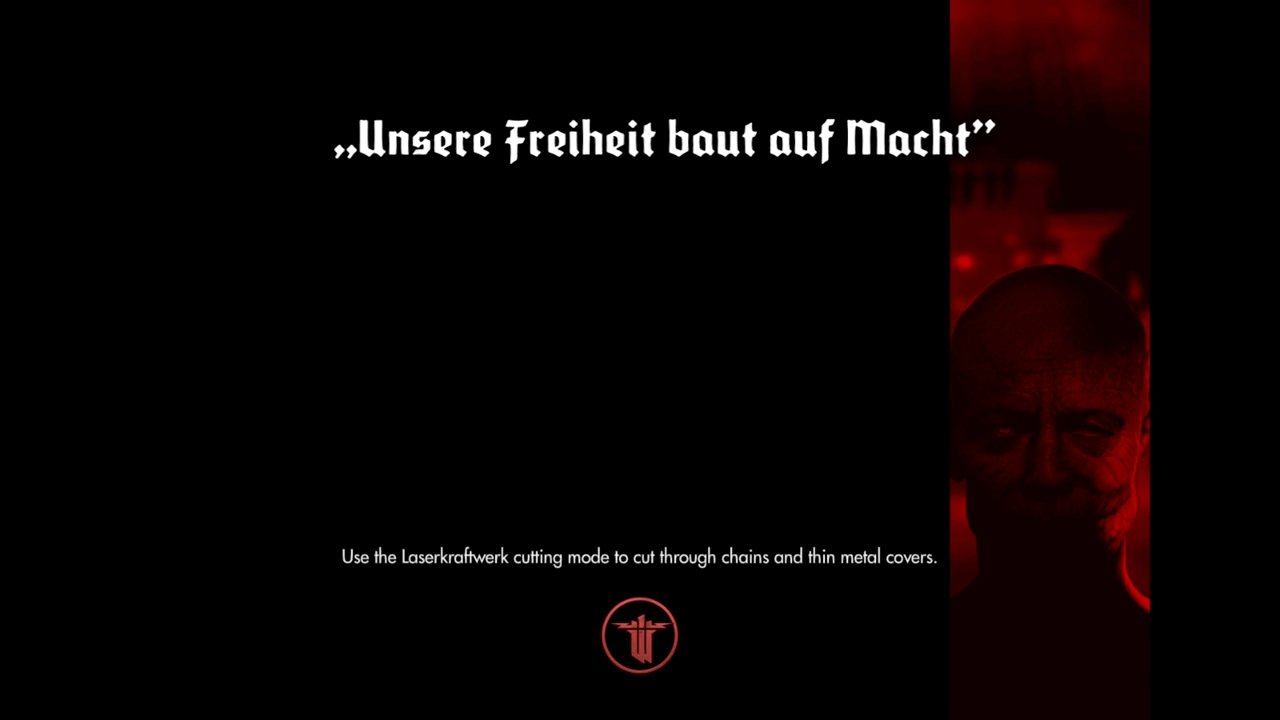 „Unsere Freiheit baut auf Macht”
Use the Laserkraftwerk cutting mode to cut through chains and thin metal covers.